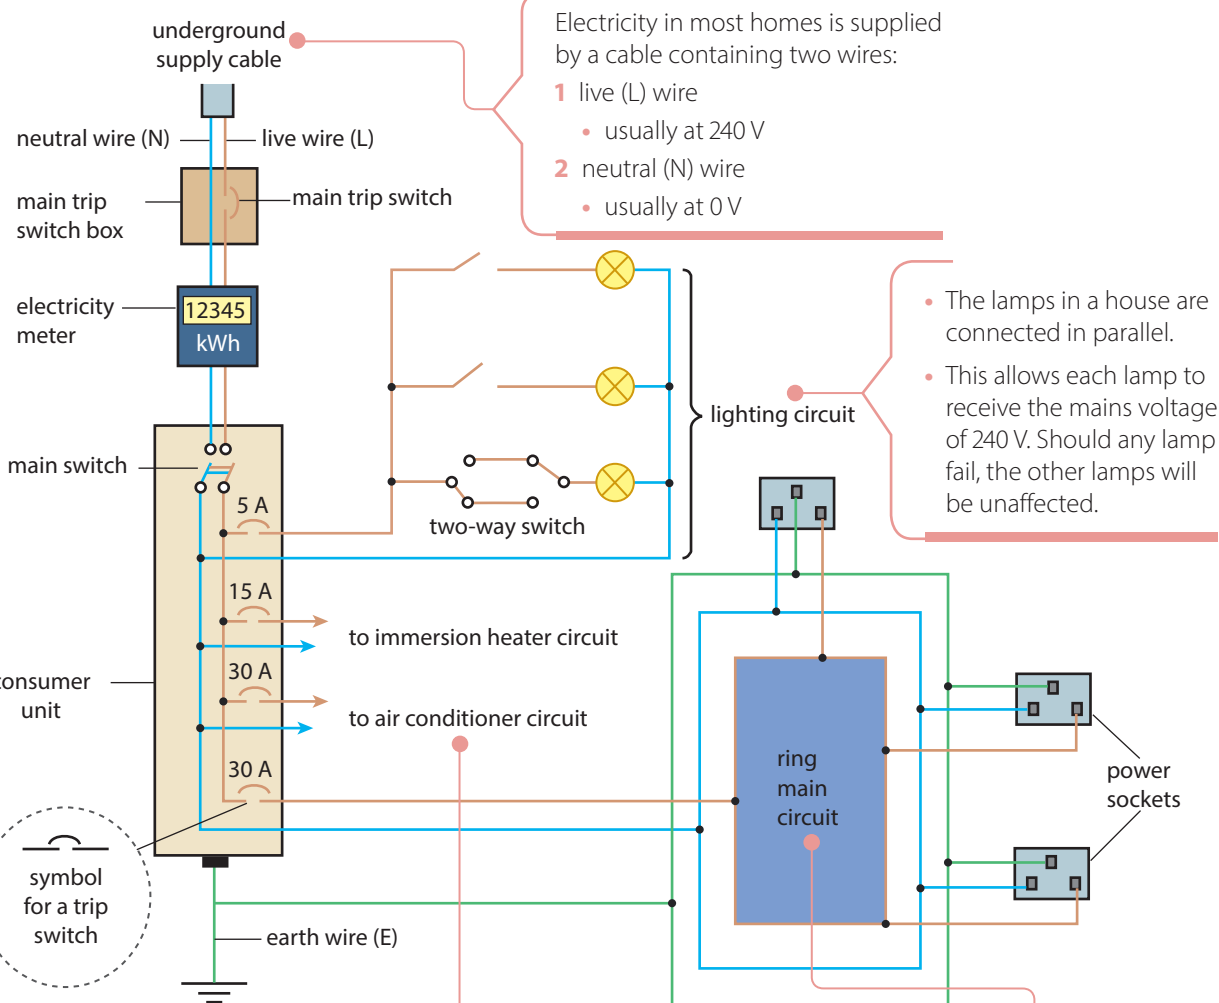 underground
supply cable
Electricity in most homes is supplied
by a cable containing two wires:
1 live (L) wire
• usually at 240 V
2 neutral (N) wire
• usually at 0 V
neutral wire (N)
live wire (L)
main trip
switch box
main trip switch
electricity
meter
12345
kWh
• The lamps in a house are
connected in parallel.
• This allows each lamp to
receive the mains voltage
of 240 V. Should any lamp
fail, the other lamps will
be unaffected.
lighting circuit
main switch
5 A
two-way switch
15 A
to immersion heater circuit
30 A
to air conditioner circuit
consumer
unit
30 A
ring
main
circuit
power
sockets
symbol
for a trip
switch
earth wire (E)